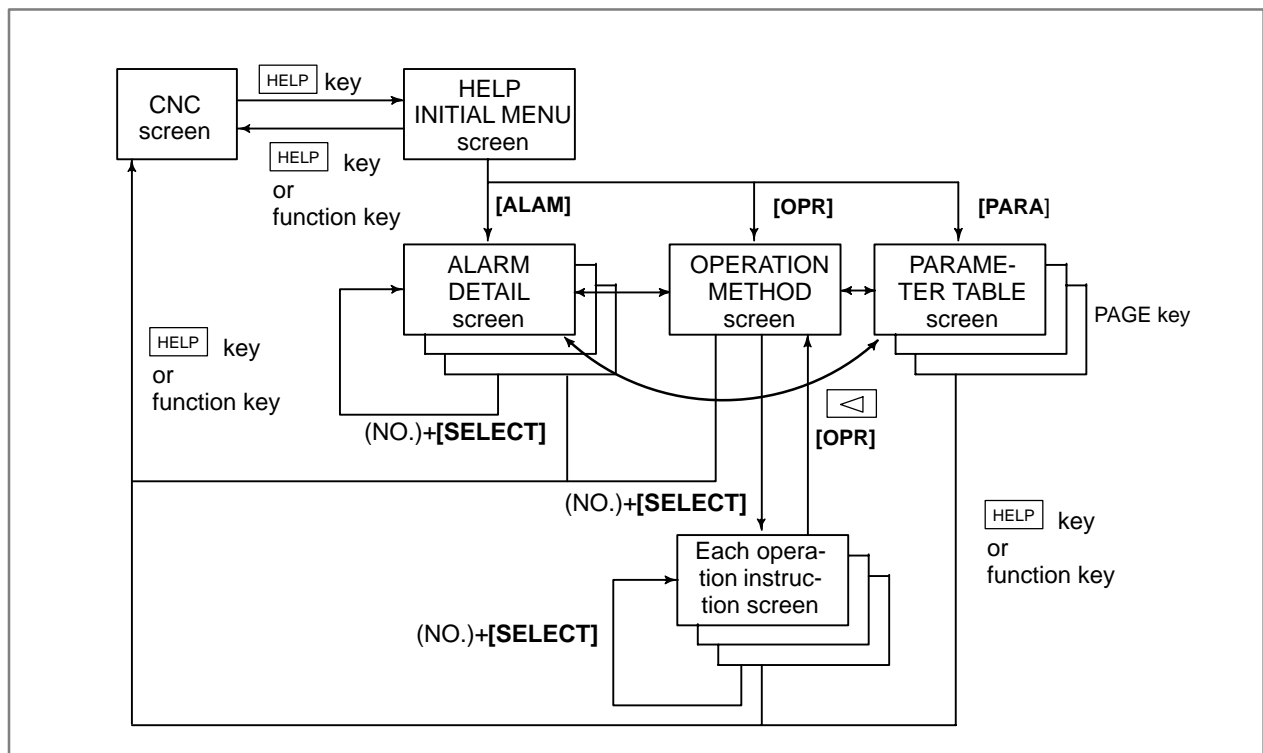 CNC
screen
HELP key
HELP
INITIAL MENU
screen
HELP key
or
function key
[ALAM]
[OPR]
[PARA]
ALARM
DETAIL
screen
OPERATION
METHOD
screen
PARAME-
TER TABLE
screen
PAGE key
HELP key
or
function key
(NO.)+[SELECT]
[OPR]
(NO.)+[SELECT]
HELP key
or
function key
Each opera-
tion instruc-
tion screen
(NO.)+[SELECT]